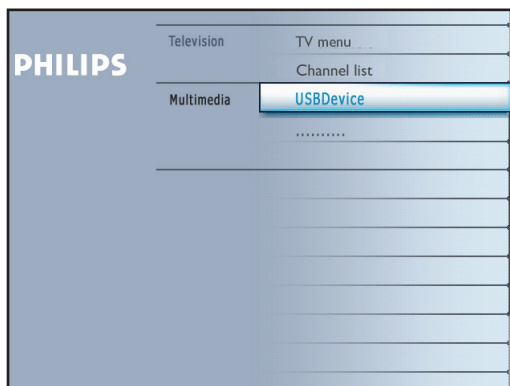 PHILIPS
Television TV menu ...
Channel list
Multimedia USBDevice
..........